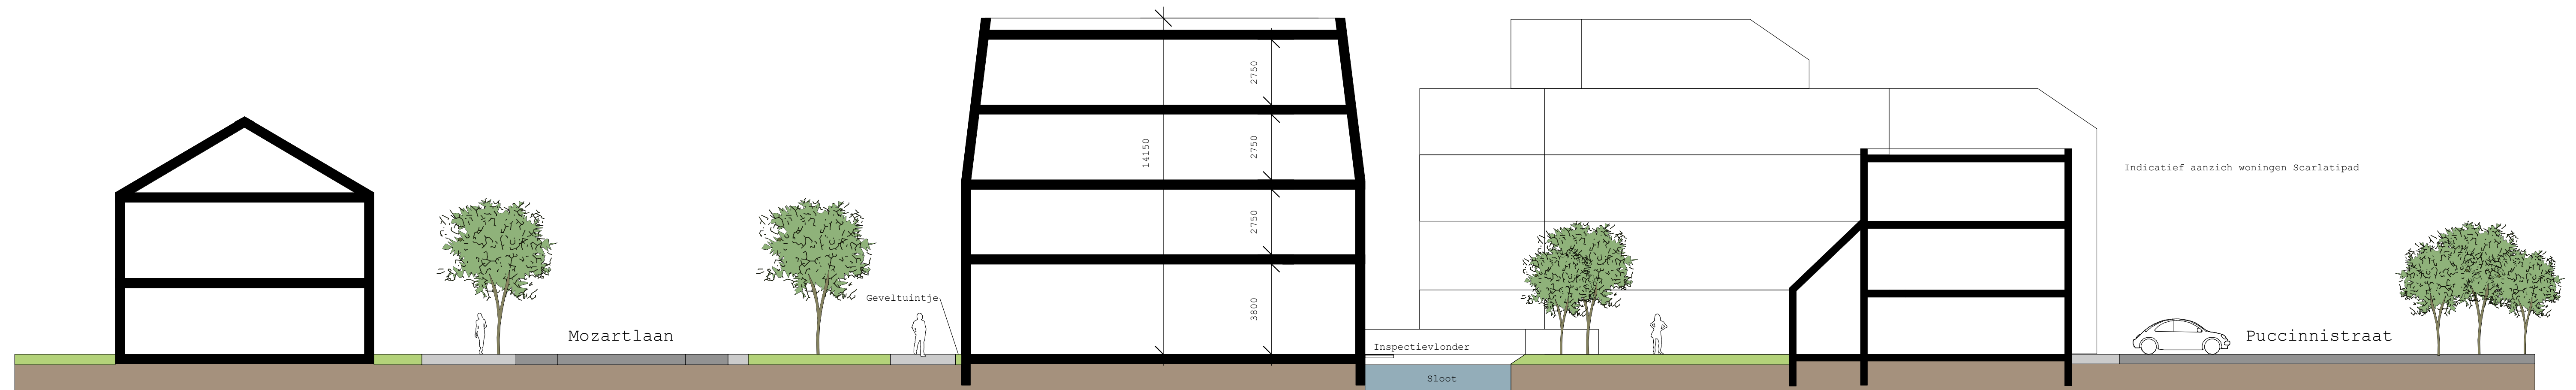 Geveltuintje
Mozartlaan
14150
2750
2750
2750
3800
Inspectievlonder
Sloot
Indicatief aanzich woningen Scarlatipad
Puccinnistraat